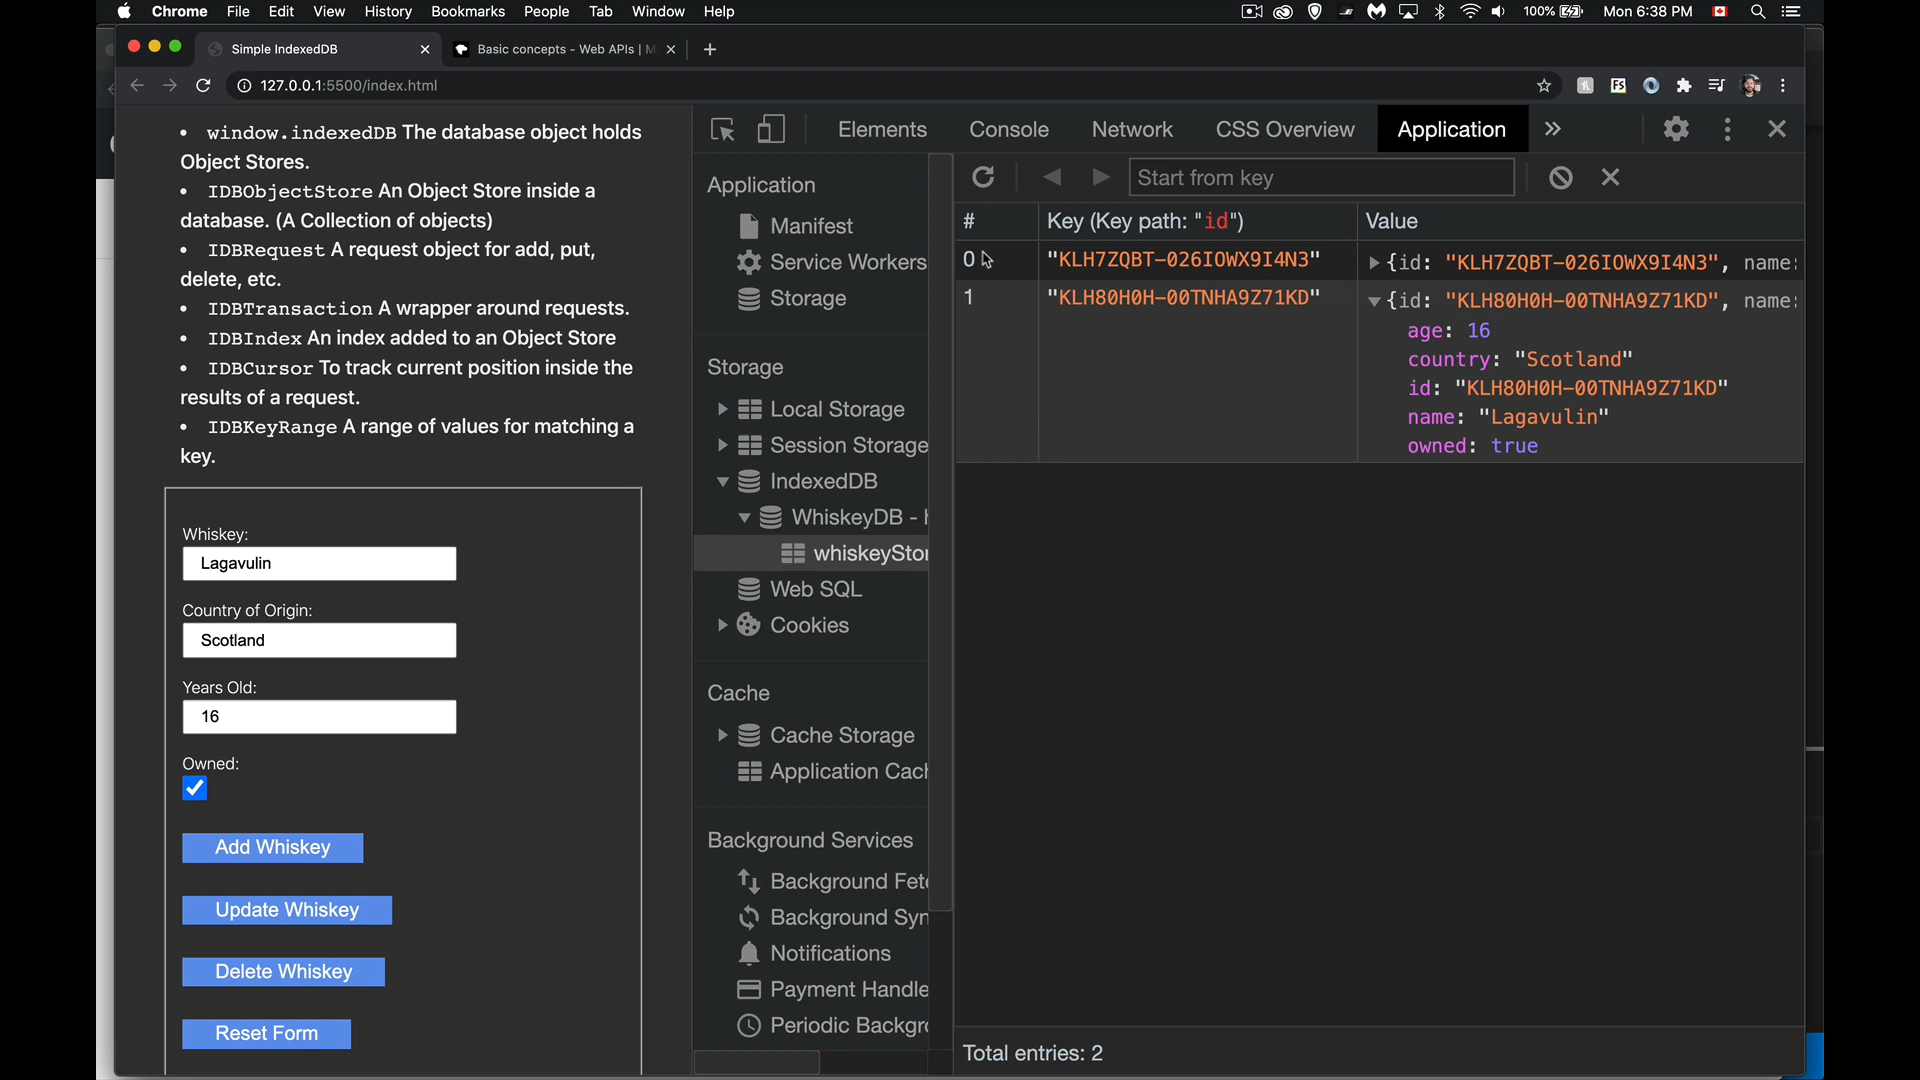 Chrome File Edit View History Bookmarks People Tab Window Help 100% Mon 6:38 PM
Simple IndexedDB Basic concepts - Web APIs |
127.0.0.1:5500/index.html
• window.indexedDB The database object holds
Object Stores.
• IDBObjectStore An Object Store inside a
database. (A Collection of objects)
• IDBRequest A request object for add, put,
delete, etc.
• IDBTransaction A wrapper around requests.
• IDBIndex An index added to an Object Store
• IDBCursor To track current position inside the
results of a request.
• IDBKeyRange A range of values for matching a
key.
Whiskey:
Lagavulin
Country of Origin:
Scotland
Years Old:
16
Owned:
Add Whiskey
Update Whiskey
Delete Whiskey
Reset Form
Elements Console Network CSS Overview Application
Application
Manifest
Service Workers
Storage
Storage
Local Storage
Session Storage
IndexedDB
WhiskeyDB -
whiskeyStor
Web SQL
Cookies
Cache
Cache Storage
Application Cach
Background Services
Background Fetc
Background Syn
Notifications
Payment Handle
Periodic Backgro
Start from key
# Key (Key path: "id") Value
0 "KLH7ZQBT-026IOWX9I4N3" {id: "KLH7ZQBT-026IOWX9I4N3", name:
1 "KLH80H0H-00TNHA9Z71KD" {id: "KLH80H0H-00TNHA9Z71KD", name:
age: 16
country: "Scotland"
id: "KLH80H0H-00TNHA9Z71KD"
name: "Lagavulin"
owned: true
Total entries: 2